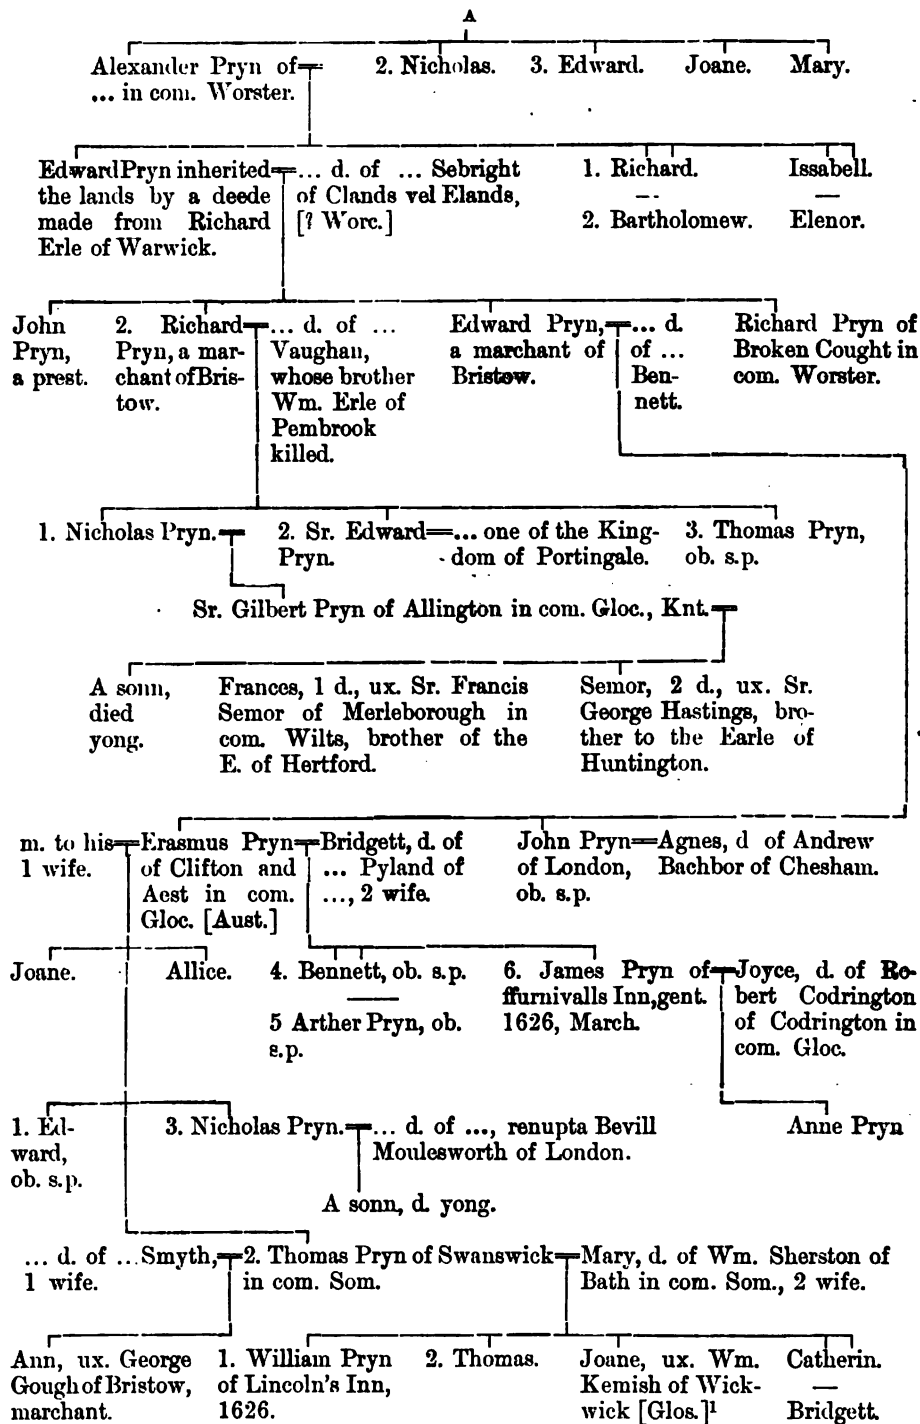 A
Alexander Pryn of
... in com. Worster.
2. Nicholas.
3. Edward.
Joane.
Mary.
Edward Pryn inherited
the lands by a deede
made from Richard
Erle of Warwick.
... d. of ... Sebright
of Clands vel Elands,
[? Worc.]
1. Richard.
2. Bartholomew.
Issabell.
Elenor.
John
Pryn,
a prest.
2. Richard
Pryn, a mar-
chant of Bris-
tow.
... d. of ...
Vaughan,
whose brother
Wm. Erle of
Pembrook
killed.
Edward Pryn,
a marchant of
Bristow.
... d.
of ...
Ben-
nett.
Richard Pryn of
Broken Cought in
com. Worster.
1. Nicholas Pryn.
2. Sr. Edward
Pryn.
... one of the King-
dom of Portingale.
3. Thomas Pryn,
ob. s.p.
Sr. Gilbert Pryn of Allington in com. Gloc., Knt.
A sonn,
died
yong.
Frances, 1 d., ux. Sr. Francis
Semor of Merleborough in
com. Wilts, brother of the
E. of Hertford.
Semor, 2 d., ux. Sr.
George Hastings, bro-
ther to the Earle of
Huntington.
m. to his
1 wife.
Erasmus Pryn
of Clifton and
Aest in com.
Gloc. [Aust.]
Bridgett, d. of
... Pyland of
..., 2 wife.
John Pryn
of London,
ob. s.p.
Agnes, d of Andrew
Bachbor of Chesham.
Joane.
Allice.
4. Bennett, ob. s.p.
5 Arther Pryn, ob.
s.p.
6. James Pryn of
ffurnivalls Inn, gent.
1626, March.
Joyce, d. of Ro-
bert Codrington
of Codrington in
com. Gloc.
1. Ed-
ward,
ob. s.p.
3. Nicholas Pryn.
... d. of ..., renupta Bevill
Moulesworth of London.
Anne Pryn
A sonn, d. yong.
... d. of ... Smyth,
1 wife.
2. Thomas Pryn of Swanswick
in com. Som.
Mary, d. of Wm. Sherston of
Bath in com. Som., 2 wife.
Ann, ux. George
Gough of Bristow,
marchant.
1. William Pryn
of Lincoln's Inn,
1626.
2. Thomas.
Joane, ux. Wm.
Kemish of Wick-
wick [Glos.]¹
Catherin.
Bridgett.